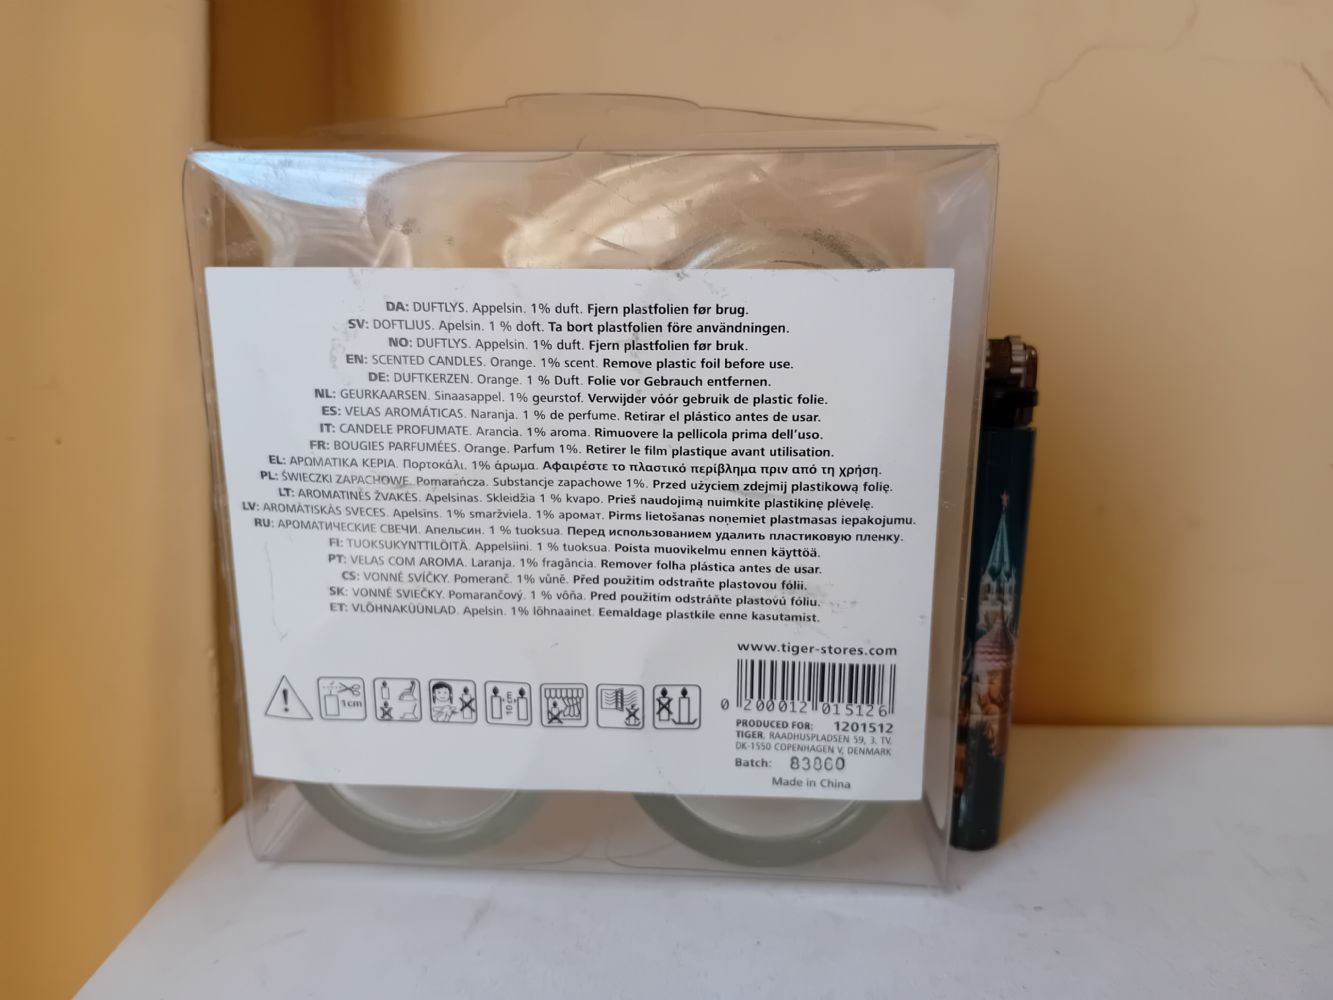 DA: DUFTLYS. Appelsin. 1% duft. Fjern plastfolien før brug.
SV: DOFTLJUS. Apelsin. 1 % doft. Ta bort plastfolien före användningen.
NO: DUFTLYS. Appelsin. 1% duft. Fjern plastfolien før bruk.
EN: SCENTED CANDLES. Orange. 1% scent. Remove plastic foil before use.
DE: DUFTKERZEN. Orange. 1 % Duft. Folie vor Gebrauch entfernen.
NL: GEURKAARSEN. Sinaasappel. 1% geurstof. Verwijder vóór gebruik de plastic folie.
ES: VELAS AROMÁTICAS. Naranja. 1 % de perfume. Retirar el plástico antes de usar.
IT: CANDELE PROFUMATE. Arancia. 1% aroma. Rimuovere la pellicola prima dell'uso.
FR: BOUGIES PARFUMÉES. Orange. Parfum 1%. Retirer le film plastique avant utilisation.
EL: ΑΡΩΜΑΤΙΚΑ ΚΕΡΙΑ. Πορτοκάλι. 1% άρωμα. Αφαιρέστε το πλαστικό περίβλημα πριν από τη χρήση.
PL: ŚWIECZKI ZAPACHOWE. Pomarańcza. Substancje zapachowe 1%. Przed użyciem zdejmij plastikową folię.
LT: AROMATINĖS ŽVAKĖS. Apelsinas. Skleidžia 1 % kvapo. Prieš naudojimą nuimkite plastikinę plėvelę.
LV: AROMĀTISKĀS SVECES. Apelsīns. 1% smaržviela. 1% аромат. Pirms lietošanas noņemiet plastmasas iepakojumu.
RU: АРОМАТИЧЕСКИЕ СВЕЧИ. Апельсин. 1 % tuoksua. Перед использованием удалить пластиковую пленку.
FI: TUOKSUKYNTTILÖITÄ. Appelsiini. 1 % tuoksua. Poista muovikelmu ennen käyttöä.
PT: VELAS COM AROMA. Laranja. 1% fragância. Remover folha plástica antes de usar.
CS: VONNÉ SVÍČKY. Pomeranč. 1% vůně. Před použitím odstraňte plastovou fólii.
SK: VONNÉ SVIEČKY. Pomarančový. 1 % vôňa. Pred použitím odstráňte plastovú fóliu.
ET: VLÕHNAKÜÜNLAD. Apelsin. 1% lõhnaainet. Eemaldage plastkile enne kasutamist.
www.tiger-stores.com
1cm
10 cm
0 200012 015126
PRODUCED FOR: 1201512
TIGER, RAADHUSPLADSEN 59, 3. TV.
DK-1550 COPENHAGEN V, DENMARK
Batch: 83860
Made in China